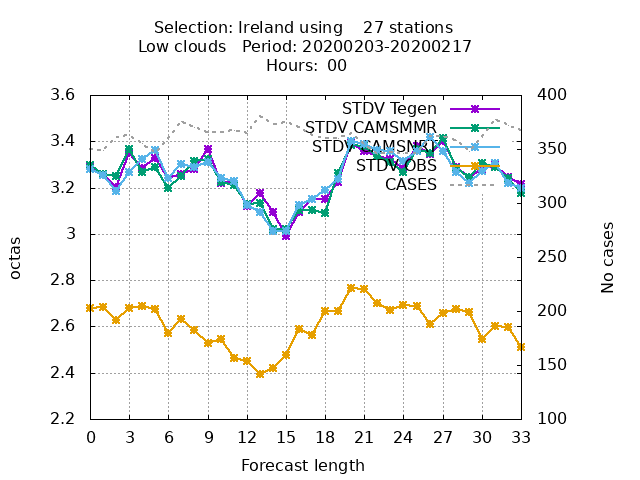 Selection: Ireland using 27 stations
Low clouds Period: 20200203-20200217
Hours: 00
3.6
3.4
3.2
3
2.8
2.6
2.4
2.2
octas
STDV Tegen
STDV CAMSMMR
STDV CAMSNRT
STDV OBS
CASES
400
350
300
250
200
150
100
No cases
0 3 6 9 12 15 18 21 24 27 30 33
Forecast length